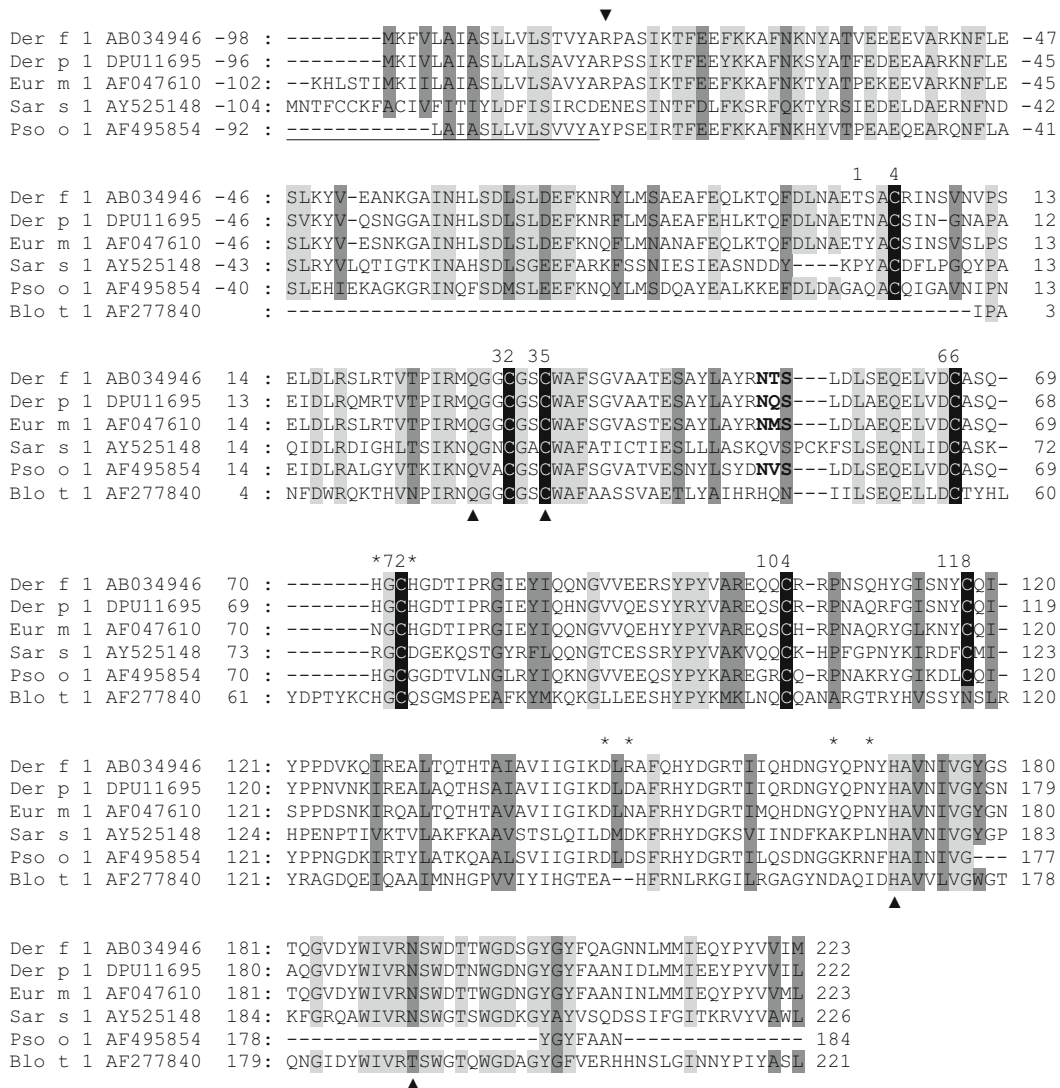 ▼
Der f 1 AB034946 -98 : --------MKFVLAIASLLVLSTVYARPASIKTFEEFKKAFNKNYATVEEEEVARKNFLE -47
Der p 1 DPU11695 -96 : --------MKIVLAIASLLALSAVYARPSSIKTFEEYKKAFNKSYATFEDEEAARKNFLE -45
Eur m 1 AF047610 -102: --KHLSTIMKIILAIASLLVLSAVYARPASIKTFEEFKKAFNKTYATPEKEEVARKNFLE -45
Sar s 1 AY525148 -104: MNTFCCKFACIVFITIYLDFISIRCDENESINTFDLFKSRFQKTYRSIEDELDAERNFND -42
Pso o 1 AF495854 -92 : ------------LAIASLLVLSVVYAYPSEIRTFEEFKKAFNKHYVTPEAEQEARQNFLA -41
1 4
Der f 1 AB034946 -46 : SLKYV-EANKGAINHLSDLSLDEFKNRYLMSAEAFEQLKTQFDLNAETSACRINSVNVPS 13
Der p 1 DPU11695 -46 : SVKYV-QSNGGAINHLSDLSLDEFKNRFLMSAEAFEHLKTQFDLNAETNACSIN-GNAPA 12
Eur m 1 AF047610 -46 : SLKYV-ESNKGAINHLSDLSLDEFKNQFLMNANAFEQLKTQFDLNAETYACSINSVSLPS 13
Sar s 1 AY525148 -43 : SLRYVLQTIGTKINAHSDLSGEEFARKFSSNIESIEASNDDY----KPYACDFLPGQYPA 13
Pso o 1 AF495854 -40 : SLEHIEKAGKGRINQFSDMSLEEFKNQYLMSDQAYEALKKEFDLDAGAQACQIGAVNIPN 13
Blo t 1 AF277840 : ---------------------------------------------------------IPA 3
32 35 66
Der f 1 AB034946 14 : ELDLRSLRTVTPIRMQGGCGSCWAFSGVAATESAYLAYRNTS---LDLSEQELVDCASQ- 69
Der p 1 DPU11695 13 : EIDLRQMRTVTPIRMQGGCGSCWAFSGVAATESAYLAYRNQS---LDLAEQELVDCASQ- 68
Eur m 1 AF047610 14 : ELDLRSLRTVTPIRMQGGCGSCWAFSGVASTESAYLAYRNMS---LDLAEQELVDCASQ- 69
Sar s 1 AY525148 14 : QIDLRDIGHLTSIKNQGNCGACWAFATICTIESLLLASKQVSPCKFSLSEQNLIDCASK- 72
Pso o 1 AF495854 14 : EIDLRALGYVTKIKNQVACGSCWAFSGVATVESNYLSYDNVS---LDLSEQELVDCASQ- 69
Blo t 1 AF277840 4 : NFDWRQKTHVNPIRNQGGCGSCWAFAASSVAETLYAIHRHQN---IILSEQELLDCTYHL 60
▲ ▲
*72* 104 118
Der f 1 AB034946 70 : -------HGCHGDTIPRGIEYIQQNGVVEERSYPYVAREQQCR-RPNSQHYGISNYCQI- 120
Der p 1 DPU11695 69 : -------HGCHGDTIPRGIEYIQHNGVVQESYYRYVAREQSCR-RPNAQRFGISNYCQI- 119
Eur m 1 AF047610 70 : -------NGCHGDTIPRGIEYIQQNGVVQEHYYPYVAREQSCH-RPNAQRYGLKNYCQI- 120
Sar s 1 AY525148 73 : -------RGCDGEKQSTGYRFLQQNGTCESSRYPYVAKVQQCK-HPFGPNYKIRDFCMI- 123
Pso o 1 AF495854 70 : -------HGCGGDTVLNGLRYIQKNGVVEEQSYPYKAREGRCQ-RPNAKRYGIKDLCQI- 120
Blo t 1 AF277840 61 : YDPTYKCHGCQSGMSPEAFKYMKQKGLLEESHYPYKMKLNQCQANARGTRYHVSSYNSLR 120
* * * *
Der f 1 AB034946 121: YPPDVKQIREALTQTHTAIAVIIGIKDLRAFQHYDGRTIIQHDNGYQPNYHAVNIVGYGS 180
Der p 1 DPU11695 120: YPPNVNKIREALAQTHSAIAVIIGIKDLDAFRHYDGRTIIQRDNGYQPNYHAVNIVGYSN 179
Eur m 1 AF047610 121: SPPDSNKIRQALTQTHTAVAVIIGIKDLNAFRHYDGRTIMQHDNGYQPNYHAVNIVGYGN 180
Sar s 1 AY525148 124: HPENPTIVKTVLAKFKAAVSTSLQILDMDKFRHYDGKSVIINDFKAKPLNHAVNIVGYGP 183
Pso o 1 AF495854 121: YPPNGDKIRTYLATKQAALSVIIGIRDLDSFRHYDGRTILQSDNGGKRNFHAINIVG--- 177
Blo t 1 AF277840 121: YRAGDQEIQAAIMNHGPVVIYIHGTEA--HFRNLRKGILRGAGYNDAQIDHAVVLVGWGT 178
▲
Der f 1 AB034946 181: TQGVDYWIVRNSWDTTWGDSGYGYFQAGNNLMMIEQYPYVVIM 223
Der p 1 DPU11695 180: AQGVDYWIVRNSWDTNWGDNGYGYFAANIDLMMIEEYPYVVIL 222
Eur m 1 AF047610 181: TQGVDYWIVRNSWDTTWGDNGYGYFAANINLMMIEQYPYVVML 223
Sar s 1 AY525148 184: KFGRQAWIVRNSWGTSWGDKGYAYVSQDSSIFGITKRVYVAWL 226
Pso o 1 AF495854 178: ---------------------YGYFAAN--------------- 184
Blo t 1 AF277840 179: QNGIDYWIVRTSWGTQWGDAGYGFVERHHNSLGINNYPIYASL 221
▲